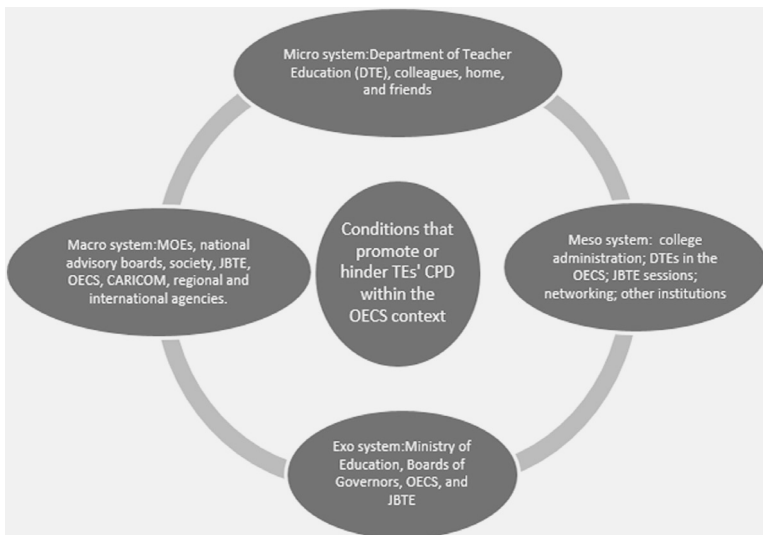 Micro system:Department of Teacher
Education (DTE), colleagues, home,
and friends
Macro system:MOEs, national
advisory boards, society, JBTE,
OECS, CARICOM, regional and
international agencies.
Conditions that
promote or
hinder TEs' CPD
within the
OECS context
Meso system:  college
administration; DTEs in the
OECS; JBTE sessions;
networking; other institutions
Exo system:Ministry of
Education, Boards of
Governors, OECS, and
JBTE